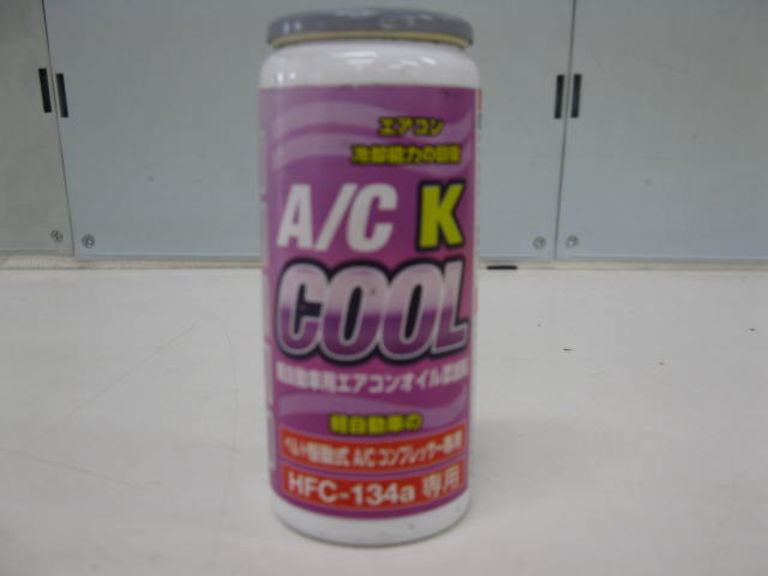 エアコン
冷却能力の回復
A/C K
COOL
軽自動車用エアコンオイル添加剤
軽自動車の
ベルト駆動式 A/C コンプレッサー専用
HFC-134a 専用